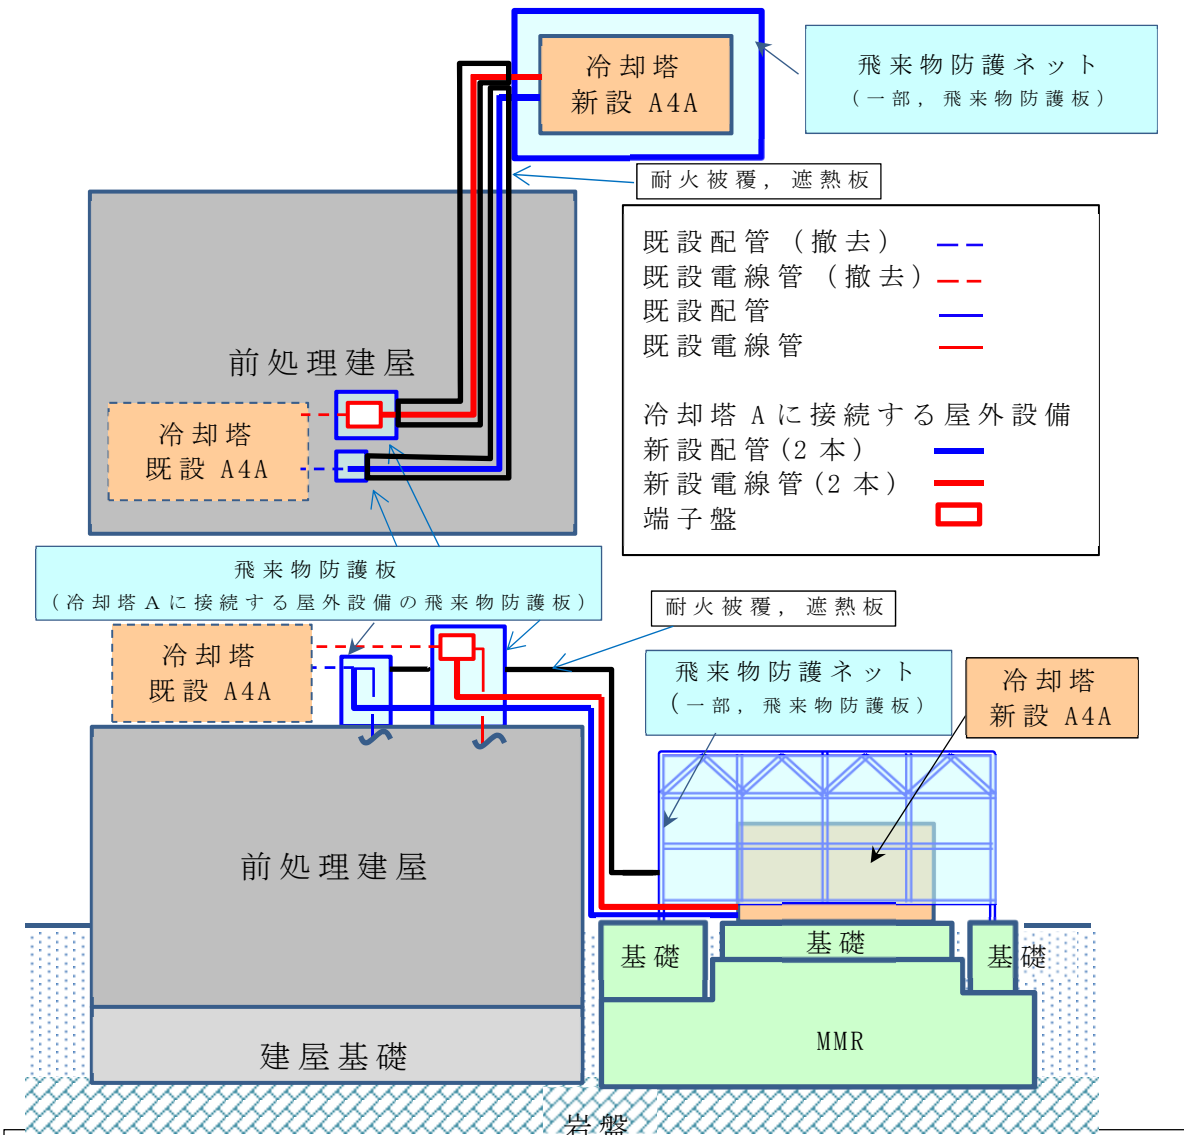 冷却塔
新設 A4A
飛来物防護ネット
（一部，飛来物防護板）
耐火被覆，遮熱板
既設配管（撤去）
既設電線管（撤去）
既設配管
既設電線管
冷却塔 A に接続する屋外設備
新設配管(2 本)
新設電線管(2 本)
端子盤
前処理建屋
冷却塔
既設 A4A
飛来物防護板
（冷却塔Aに接続する屋外設備の飛来物防護板）
耐火被覆，遮熱板
冷却塔
既設 A4A
飛来物防護ネット
（一部，飛来物防護板）
冷却塔
新設 A4A
前処理建屋
基礎
基礎
基礎
建屋基礎
MMR
岩盤